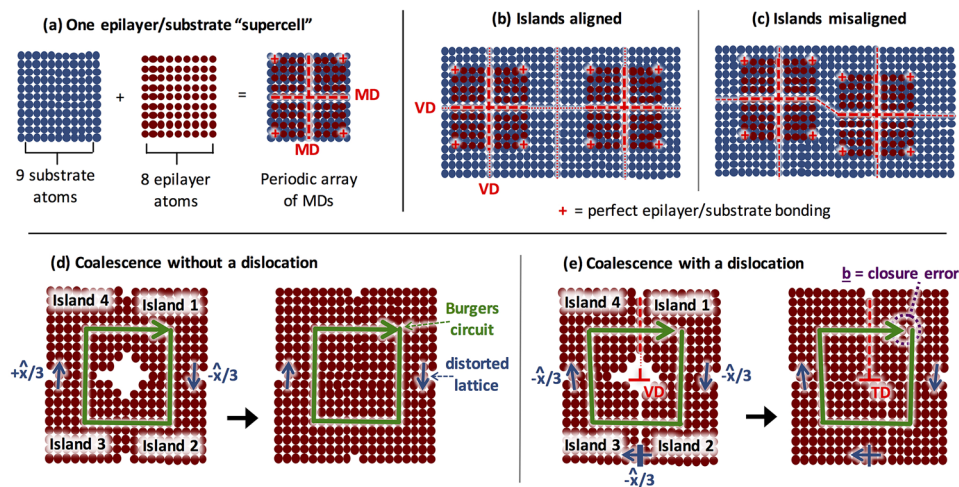 (a) One epilayer/substrate “supercell”
+
=
MD
MD
9 substrate
atoms
8 epilayer
atoms
Periodic array
of MDs
(b) Islands aligned
VD
VD
(c) Islands misaligned
+ = perfect epilayer/substrate bonding
(d) Coalescence without a dislocation
Island 4
Island 1
Island 3
Island 2
+x̂/3
-x̂/3
Burgers
circuit
distorted
lattice
(e) Coalescence with a dislocation
b = closure error
Island 4
Island 1
Island 3
Island 2
-x̂/3
-x̂/3
VD
-x̂/3
TD